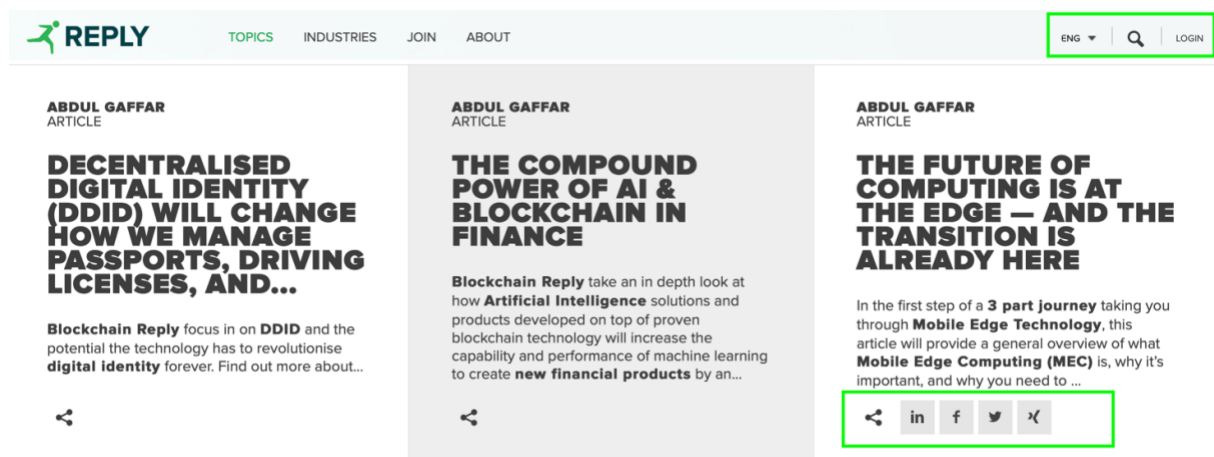 REPLY
TOPICS INDUSTRIES JOIN ABOUT
ENG LOGIN
ABDUL GAFFAR
ARTICLE
DECENTRALISED
DIGITAL IDENTITY
(DDID) WILL CHANGE
HOW WE MANAGE
PASSPORTS, DRIVING
LICENSES, AND...
Blockchain Reply focus in on DDID and the
potential the technology has to revolutionise
digital identity forever. Find out more about...
ABDUL GAFFAR
ARTICLE
THE COMPOUND
POWER OF AI &
BLOCKCHAIN IN
FINANCE
Blockchain Reply take an in depth look at
how Artificial Intelligence solutions and
products developed on top of proven
blockchain technology will increase the
capability and performance of machine learning
to create new financial products by an...
ABDUL GAFFAR
ARTICLE
THE FUTURE OF
COMPUTING IS AT
THE EDGE — AND THE
TRANSITION IS
ALREADY HERE
In the first step of a 3 part journey taking you
through Mobile Edge Technology, this
article will provide a general overview of what
Mobile Edge Computing (MEC) is, why it's
important, and why you need to ...
in f